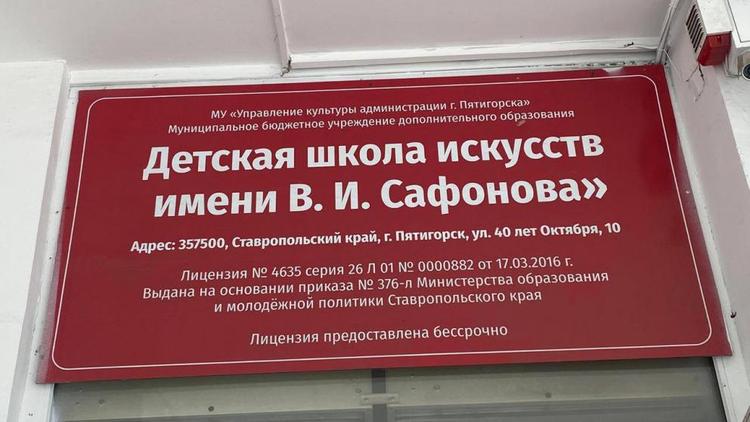 МУ «Управление культуры администрации г. Пятигорска»
Муниципальное бюджетное учреждение дополнительного образования
Детская школа искусств
имени В. И. Сафонова»
Адрес: 357500, Ставропольский край, г. Пятигорск, ул. 40 лет Октября, 10
Лицензия № 4635 серия 26 Л 01 № 0000882 от 17.03.2016 г.
Выдана на основании приказа № 376-л Министерства образования
и молодёжной политики Ставропольского края
Лицензия предоставлена бессрочно